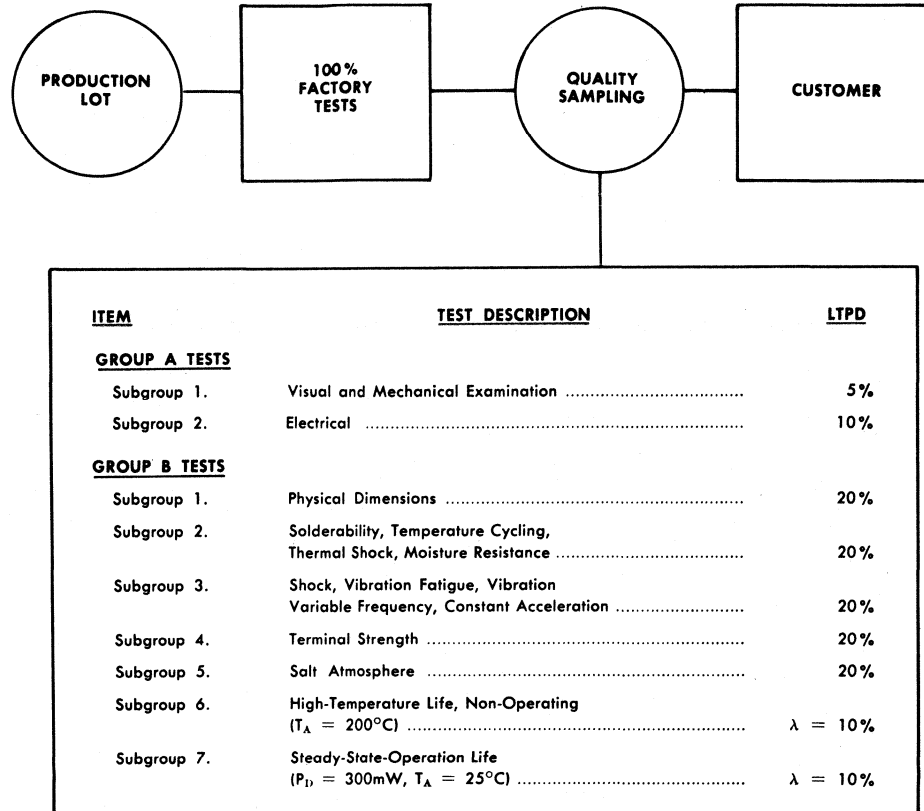 PRODUCTION
LOT
100%
FACTORY
TESTS
QUALITY
SAMPLING
CUSTOMER
ITEM TEST DESCRIPTION LTPD
GROUP A TESTS
Subgroup 1. Visual and Mechanical Examination ................................... 5%
Subgroup 2. Electrical .......................................................................... 10%
GROUP B TESTS
Subgroup 1. Physical Dimensions .......................................................... 20%
Subgroup 2. Solderability, Temperature Cycling,
Thermal Shock, Moisture Resistance ..................................... 20%
Subgroup 3. Shock, Vibration Fatigue, Vibration
Variable Frequency, Constant Acceleration ......................... 20%
Subgroup 4. Terminal Strength .............................................................. 20%
Subgroup 5. Salt Atmosphere .............................................................. 20%
Subgroup 6. High-Temperature Life, Non-Operating
(T_A = 200°C) .................................................................. λ = 10%
Subgroup 7. Steady-State-Operation Life
(P_D = 300mW, T_A = 25°C) ............................................. λ = 10%